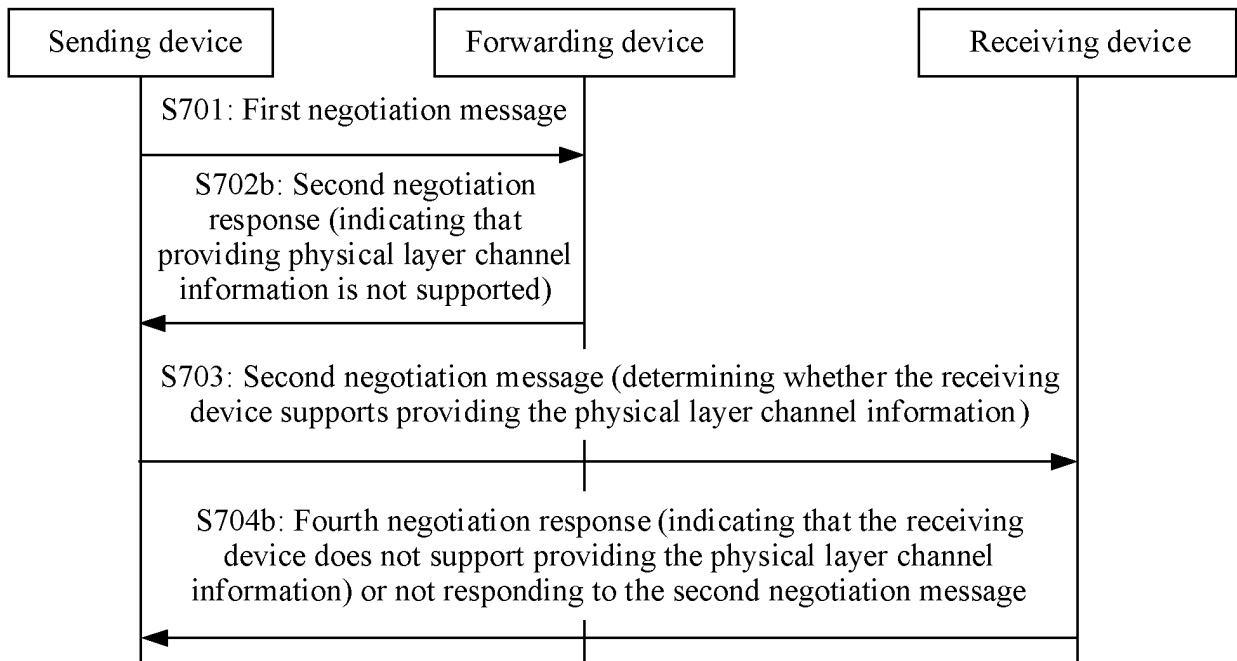 Sending device
Forwarding device
Receiving device
S701: First negotiation message
S702b: Second negotiation
response (indicating that
providing physical layer channel
information is not supported)
S703: Second negotiation message (determining whether the receiving
device supports providing the physical layer channel information)
S704b: Fourth negotiation response (indicating that the receiving
device does not support providing the physical layer channel
information) or not responding to the second negotiation message